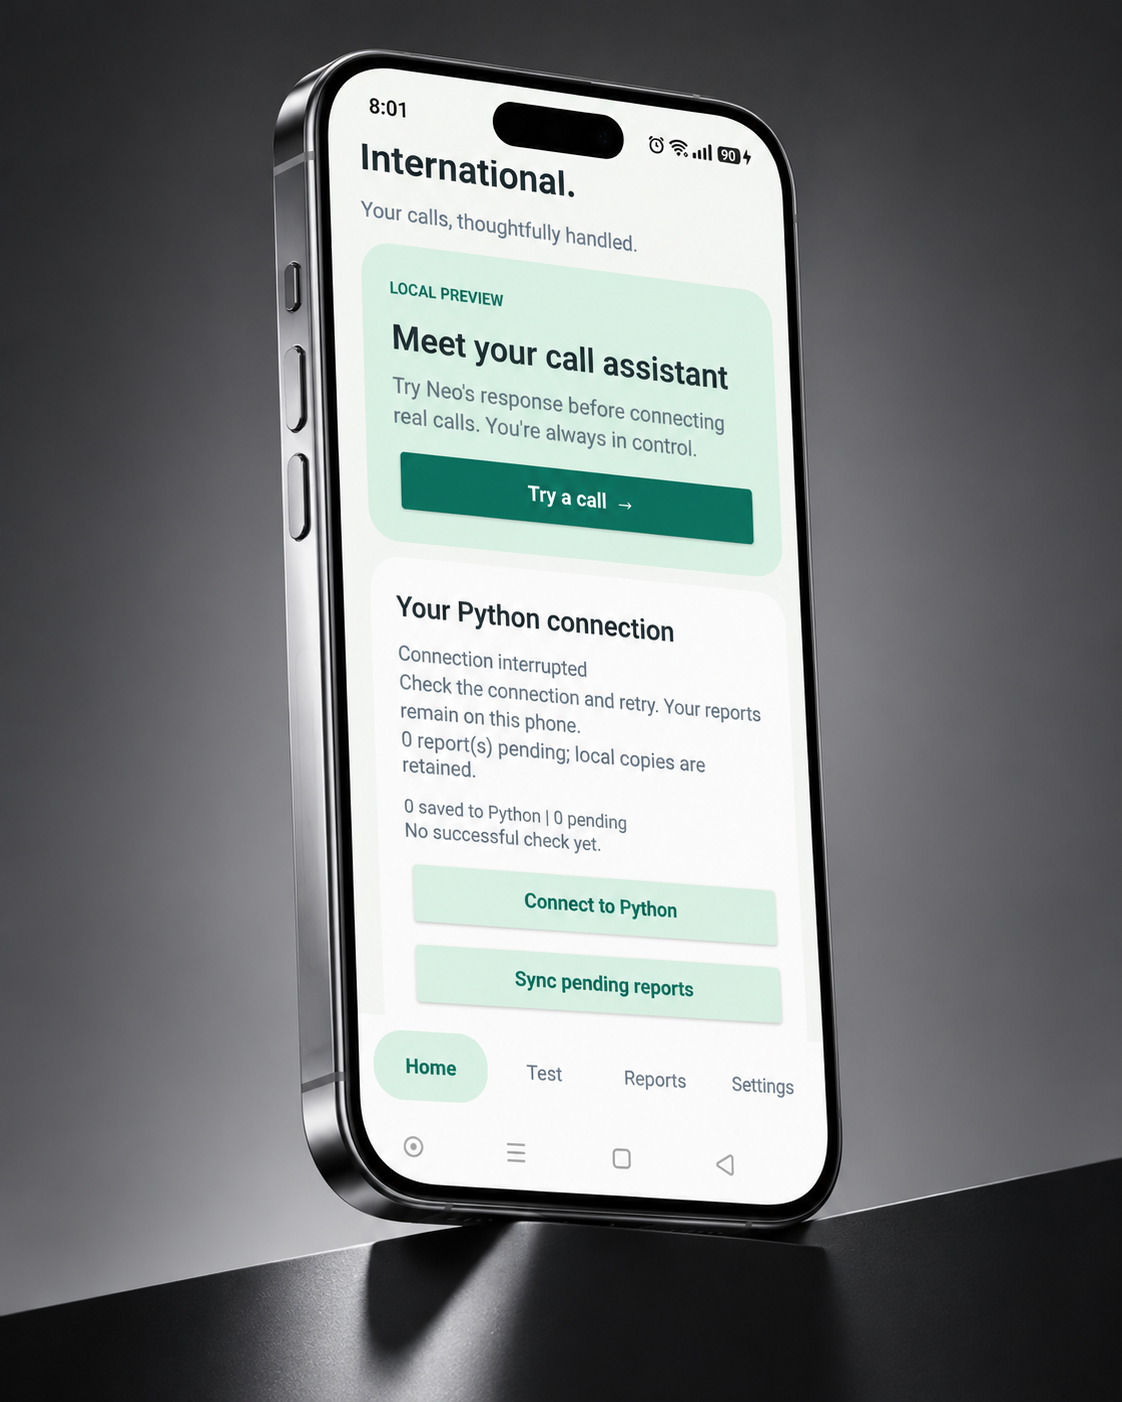 8:01
90
International.
Your calls, thoughtfully handled.
LOCAL PREVIEW
Meet your call assistant
Try Neo's response before connecting
real calls. You're always in control.
Try a call →
Your Python connection
Connection interrupted
Check the connection and retry. Your reports
remain on this phone.
0 report(s) pending; local copies are
retained.
0 saved to Python | 0 pending
No successful check yet.
Connect to Python
Sync pending reports
Home Test Reports Settings